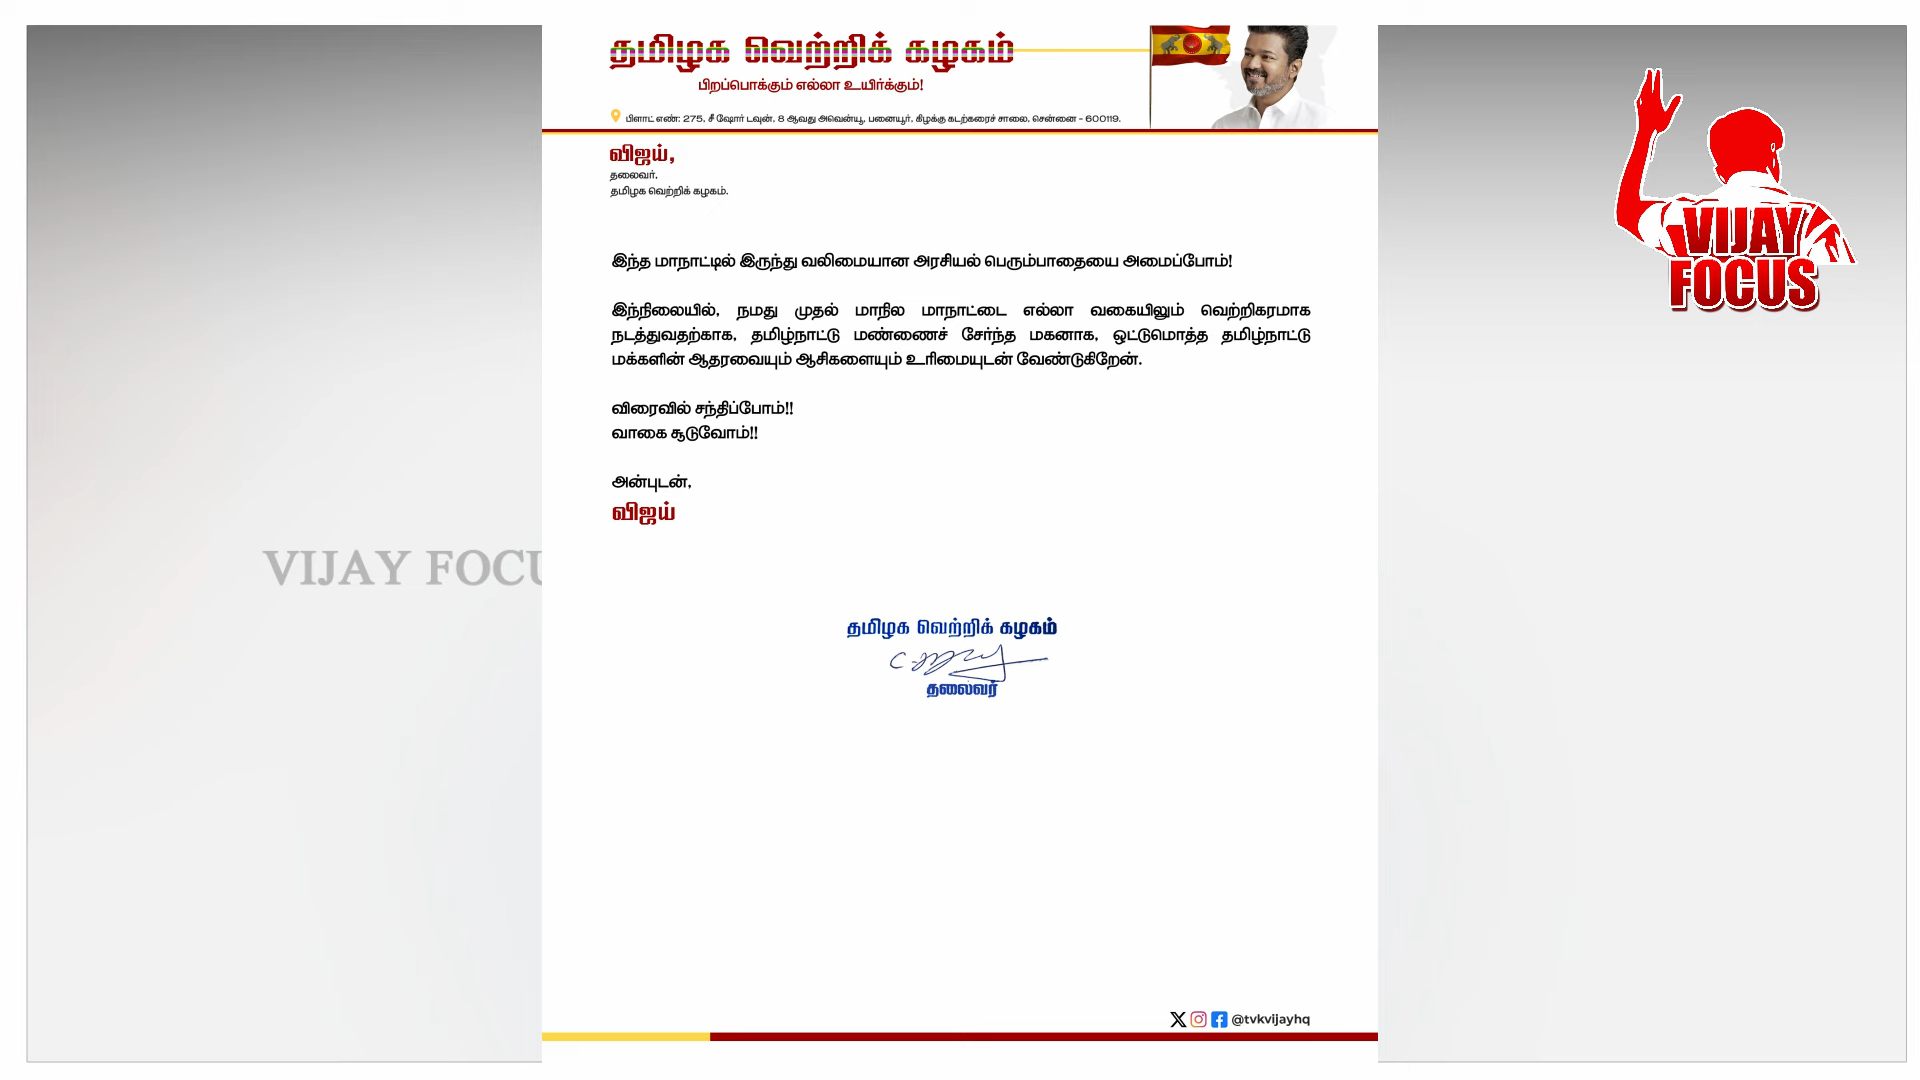 தமிழக வெற்றிக் கழகம்
பிறப்பொக்கும் எல்லா உயிர்க்கும்!
பிளாட் எண்: 275, சீ ஷோர் டவுன், 8 ஆவது அவென்யூ, பனையூர், கிழக்கு கடற்கரைச் சாலை, சென்னை - 600119.
விஜய்,
தலைவர்,
தமிழக வெற்றிக் கழகம்.
VIJAY
FOCUS
இந்த மாநாட்டில் இருந்து வலிமையான அரசியல் பெரும்பாதையை அமைப்போம்!
இந்நிலையில், நமது முதல் மாநில மாநாட்டை எல்லா வகையிலும் வெற்றிகரமாக
நடத்துவதற்காக, தமிழ்நாட்டு மண்ணைச் சேர்ந்த மகனாக, ஒட்டுமொத்த தமிழ்நாட்டு
மக்களின் ஆதரவையும் ஆசிகளையும் உரிமையுடன் வேண்டுகிறேன்.
விரைவில் சந்திப்போம்!!
வாகை சூடுவோம்!!
அன்புடன்,
விஜய்
VIJAY FOCU
தமிழக வெற்றிக் கழகம்
தலைவர்
@tvkvijayhq